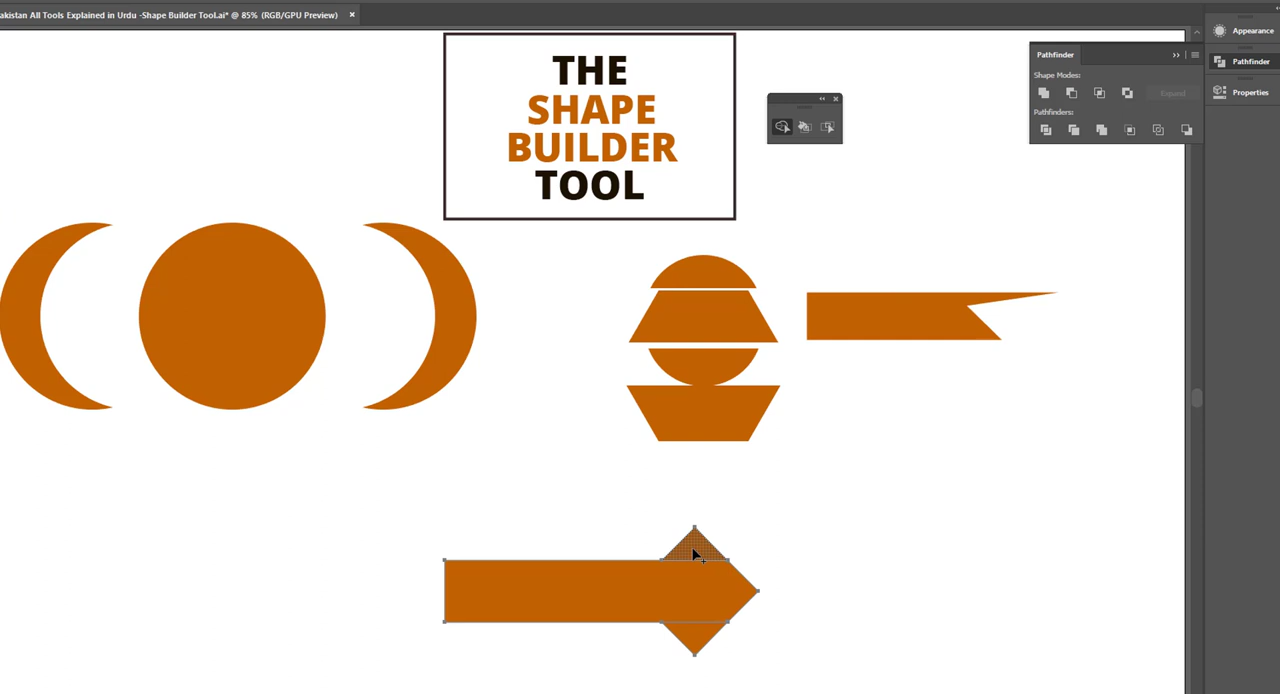 akistan All Tools Explained in Urdu -Shape Builder Tool.ai* @ 85% (RGB/GPU Preview)
THE
SHAPE
BUILDER
TOOL
Pathfinder
Shape Modes:
Expand
Pathfinders:
Appearance
Pathfinder
Properties